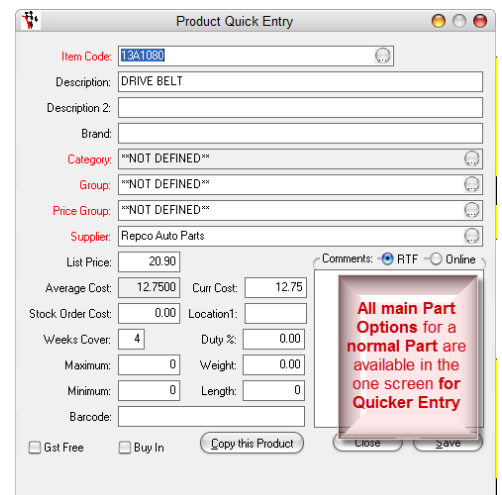 Product Quick Entry
Item Code: 13A1080
Description: DRIVE BELT
Description 2:
Brand:
Category: **NOT DEFINED**
Group: **NOT DEFINED**
Price Group: **NOT DEFINED**
Supplier: Repco Auto Parts
List Price: 20.90 Comments: RTF Online
Average Cost: 12.7500 Curr Cost: 12.75
Stock Order Cost: 0.00 Location1:
Weeks Cover: 4 Duty %: 0.00
Maximum: 0 Weight: 0.00
Minimum: 0 Length: 0
Barcode:
All main Part
Options for a
normal Part are
available in the
one screen for
Quicker Entry
Gst Free Buy In Copy this Product Close Save